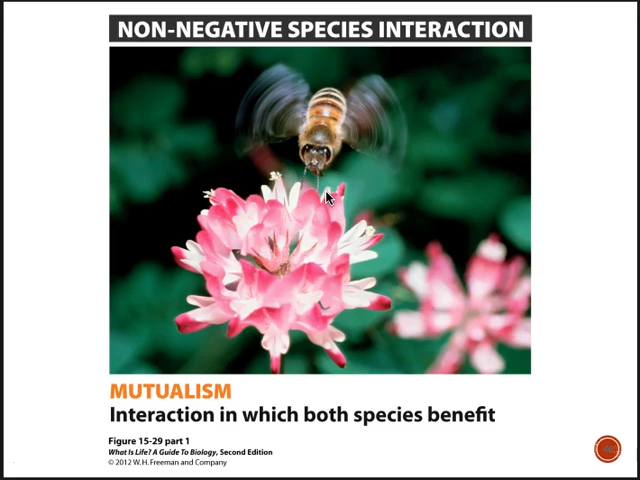 NON-NEGATIVE SPECIES INTERACTION
MUTUALISM
Interaction in which both species benefit
Figure 15-29 part 1
What Is Life? A Guide To Biology, Second Edition
© 2012 W. H. Freeman and Company